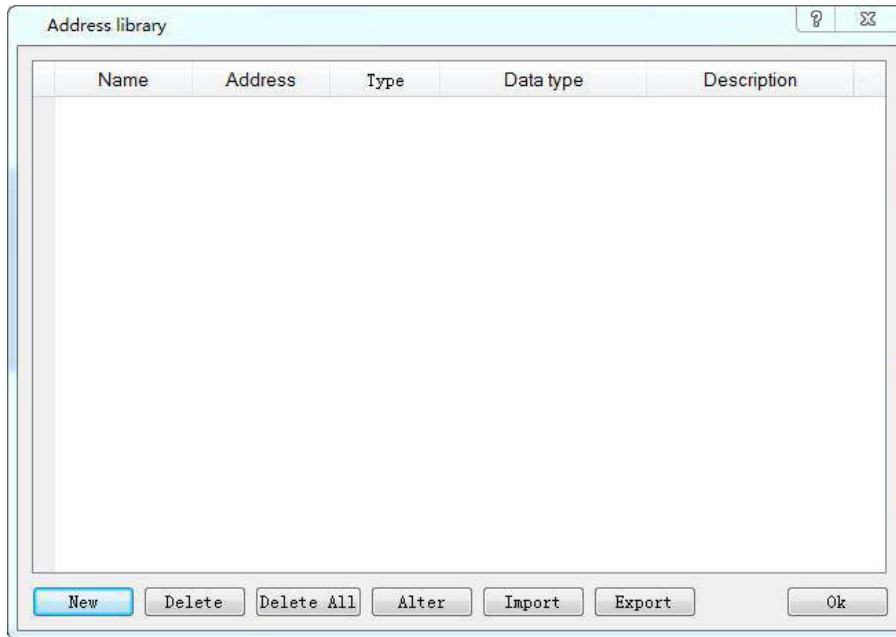 Address library
Name Address Type Data type Description
New Delete Delete All Alter Import Export Ok